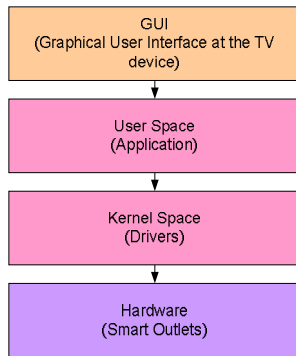 GUI
(Graphical User Interface at the TV
device)
User Space
(Application)
Kernel Space
(Drivers)
Hardware
(Smart Outlets)